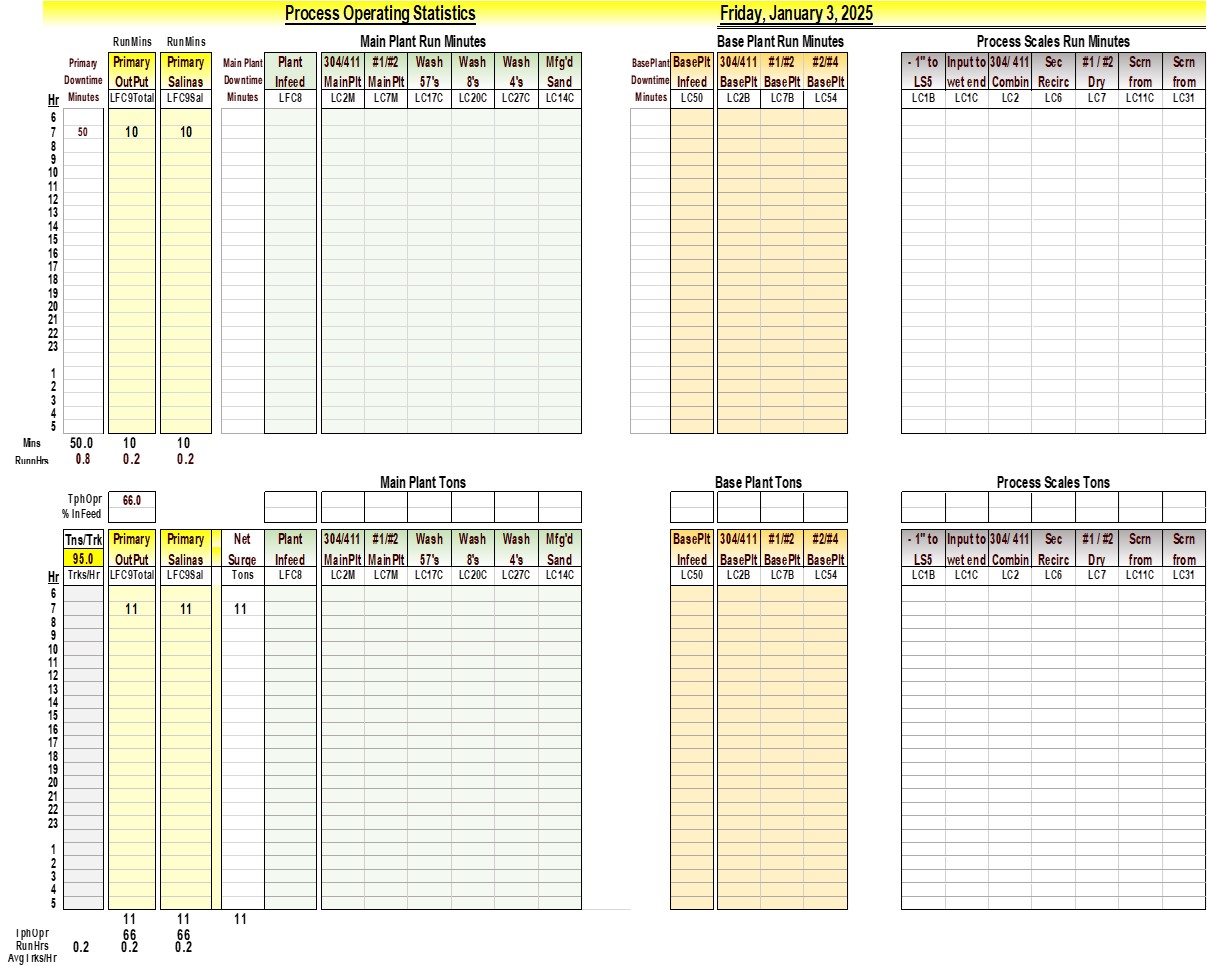 Process Operating Statistics Friday, January 3, 2025
RunMins RunMins Main Plant Run Minutes Base Plant Run Minutes Process Scales Run Minutes
Primary Primary Primary Main Plant Plant 304/411 #1/#2 Wash Wash Wash Mfg'd BasePlant BasePlt 304/411 #1/#2 #2/#4 - 1" to Input to 304/ 411 Sec #1 / #2 Scrn Scrn
Downtime OutPut Salinas Downtime Infeed MainPlt MainPlt 57's 8's 4's Sand Downtime Infeed BasePlt BasePlt BasePlt LS5 wet end Combin Recirc Dry from from
Hr Minutes LFC9Total LFC9Sal Minutes LFC8 LC2M LC7M LC17C LC20C LC27C LC14C Minutes LC50 LC2B LC7B LC54 LC1B LC1C LC2 LC6 LC7 LC11C LC31
6
7 50 10 10
8
9
10
11
12
13
14
15
16
17
18
19
20
21
22
23
1
2
3
4
5
Mins 50.0 10 10
RunnHrs 0.8 0.2 0.2
Main Plant Tons Base Plant Tons Process Scales Tons
TphOpr 66.0
% InFeed
Tns/Trk Primary Primary Net Plant 304/411 #1/#2 Wash Wash Wash Mfg'd BasePlt 304/411 #1/#2 #2/#4 - 1" to Input to 304/ 411 Sec #1 / #2 Scrn Scrn
95.0 OutPut Salinas Surge Infeed MainPlt MainPlt 57's 8's 4's Sand Infeed BasePlt BasePlt BasePlt LS5 wet end Combin Recirc Dry from from
Hr Trks/Hr LFC9Total LFC9Sal Tons LFC8 LC2M LC7M LC17C LC20C LC27C LC14C LC50 LC2B LC7B LC54 LC1B LC1C LC2 LC6 LC7 LC11C LC31
6
7 11 11 11
8
9
10
11
12
13
14
15
16
17
18
19
20
21
22
23
1
2
3
4
5
11 11 11
TphOpr 66 66
RunHrs 0.2 0.2 0.2
AvgTrks/Hr